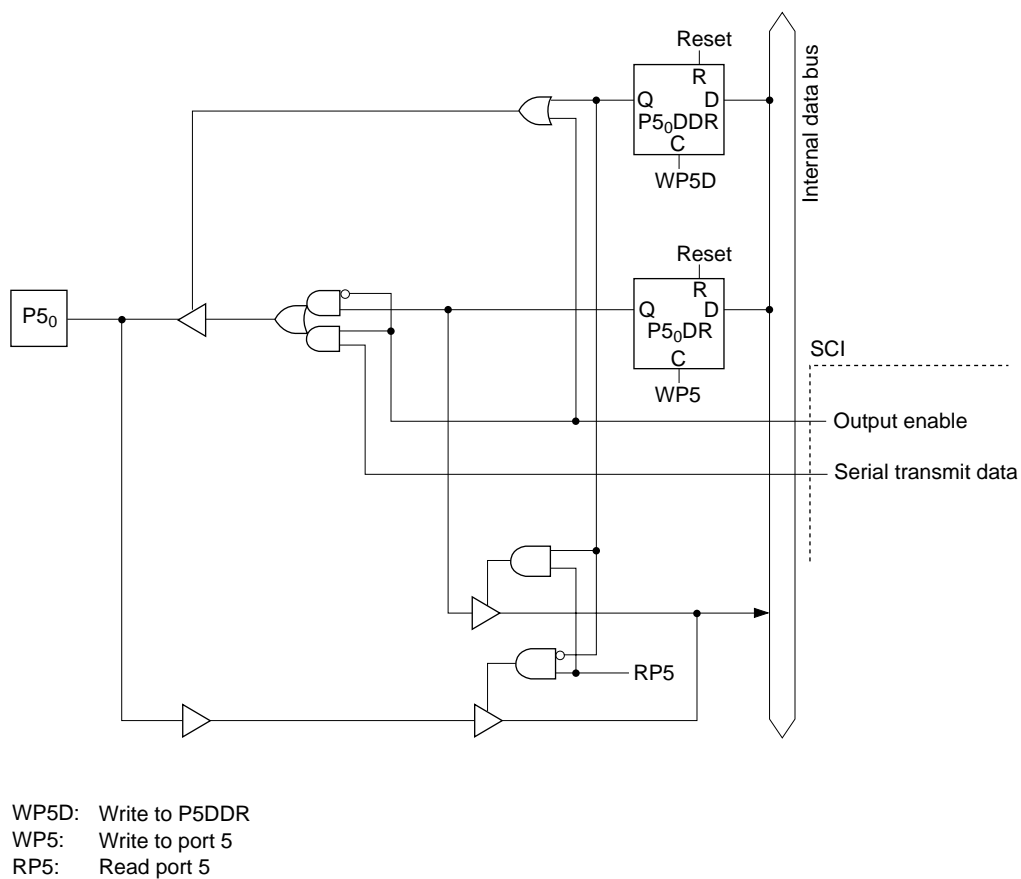 Reset
R
Q D
P5₀DDR
C
WP5D
Internal data bus
Reset
R
Q D
P5₀DR
C
WP5
P5₀
SCI
Output enable
Serial transmit data
RP5
WP5D: Write to P5DDR
WP5: Write to port 5
RP5: Read port 5